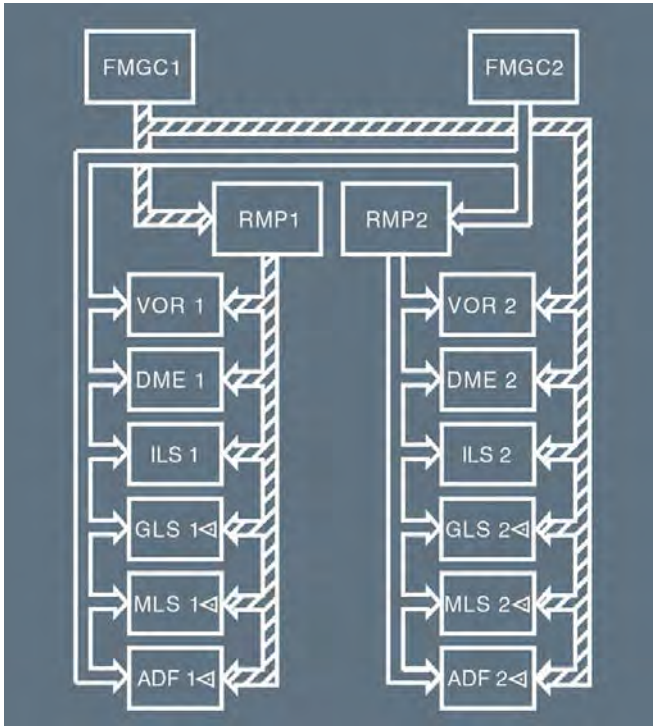 FMGC1 FMGC2
RMP1 RMP2
VOR 1 VOR 2
DME 1 DME 2
ILS 1 ILS 2
GLS 1 GLS 2
MLS 1 MLS 2
ADF 1 ADF 2